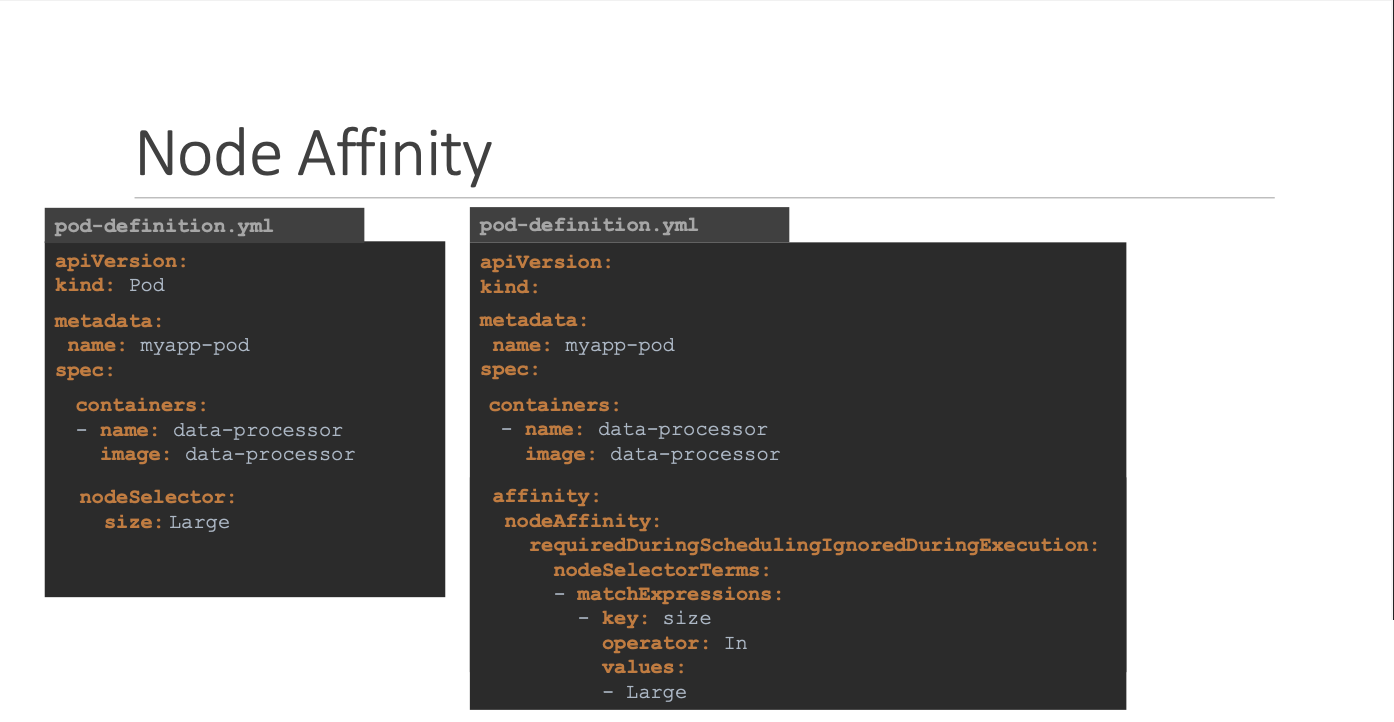 Node Affinity
pod-definition.yml
apiVersion:
kind: Pod
metadata:
name: myapp-pod
spec:
containers:
- name: data-processor
image: data-processor
nodeSelector:
size: Large
pod-definition.yml
apiVersion:
kind:
metadata:
name: myapp-pod
spec:
containers:
- name: data-processor
image: data-processor
affinity:
nodeAffinity:
requiredDuringSchedulingIgnoredDuringExecution:
nodeSelectorTerms:
- matchExpressions:
- key: size
operator: In
values:
- Large